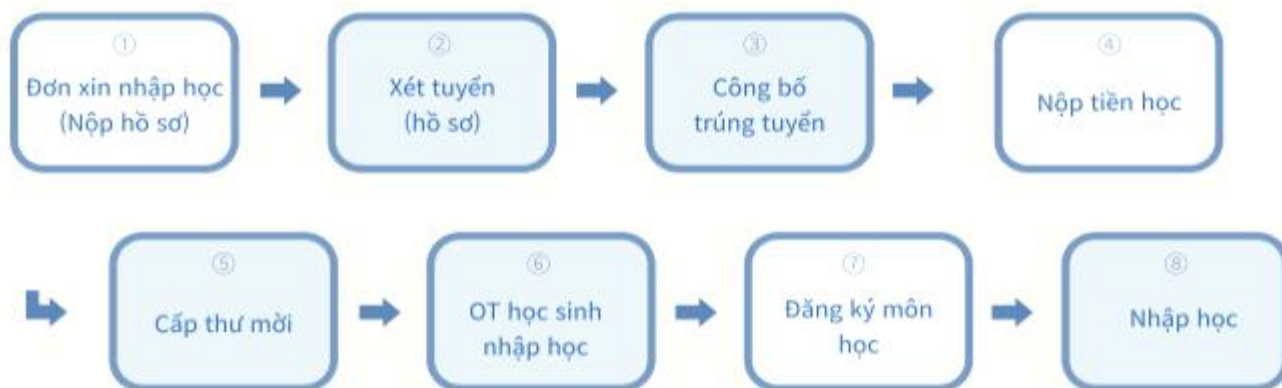 ①
Đơn xin nhập học
(Nộp hồ sơ)
②
Xét tuyển
(hồ sơ)
③
Công bố
trúng tuyển
④
Nộp tiền học
⑤
Cấp thư mời
⑥
OT học sinh
nhập học
⑦
Đăng ký môn
học
⑧
Nhập học